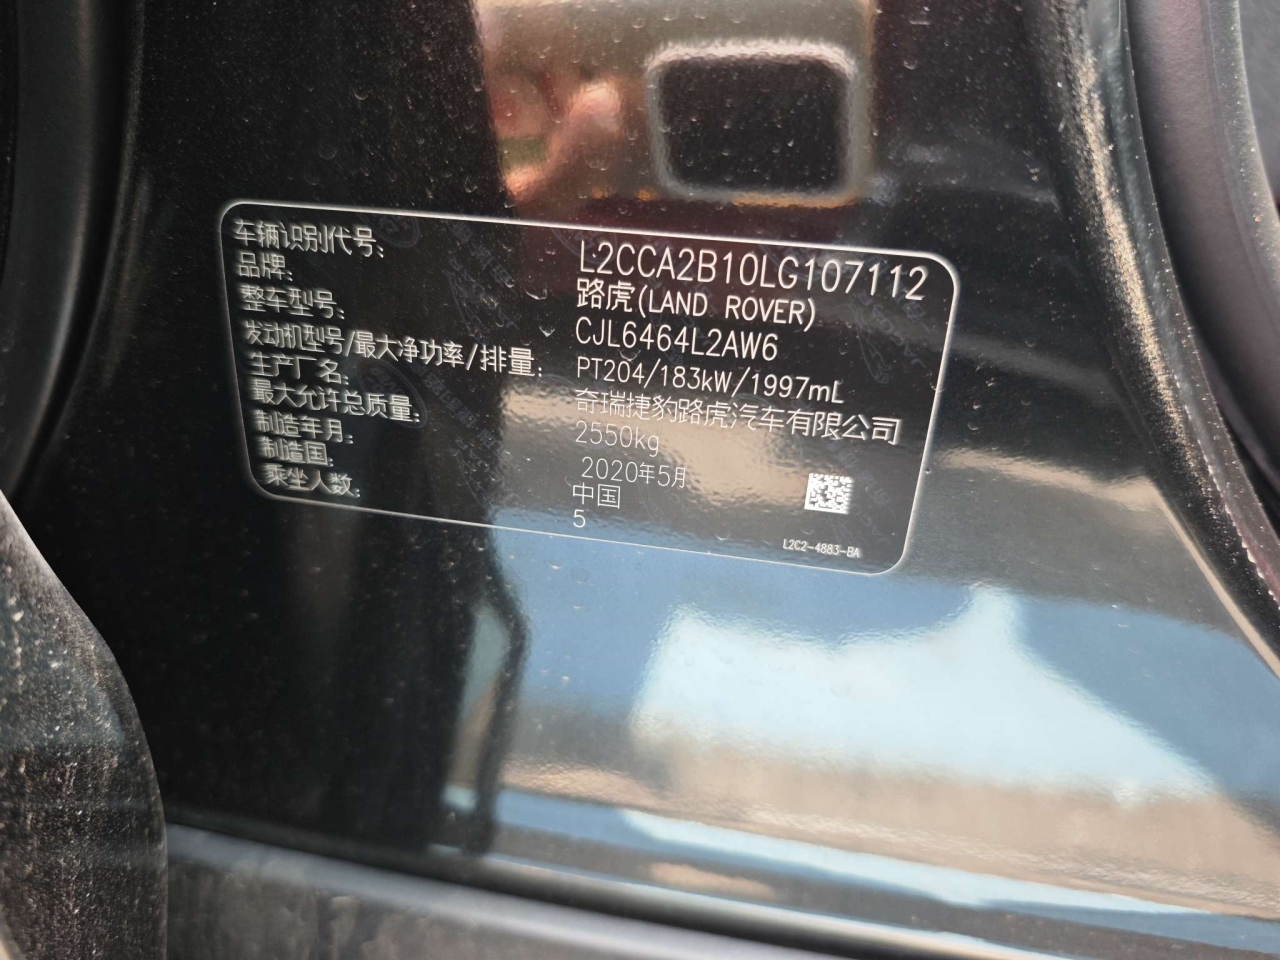 车辆识别代号: L2CCA2B10LG107112
品牌: 路虎(LAND ROVER)
整车型号: CJL6464L2AW6
发动机型号/最大净功率/排量: PT204/183kW/1997mL
生产厂名: 奇瑞捷豹路虎汽车有限公司
最大允许总质量: 2550kg
制造年月: 2020年5月
制造国: 中国
乘坐人数: 5
L2C2-4883-BA